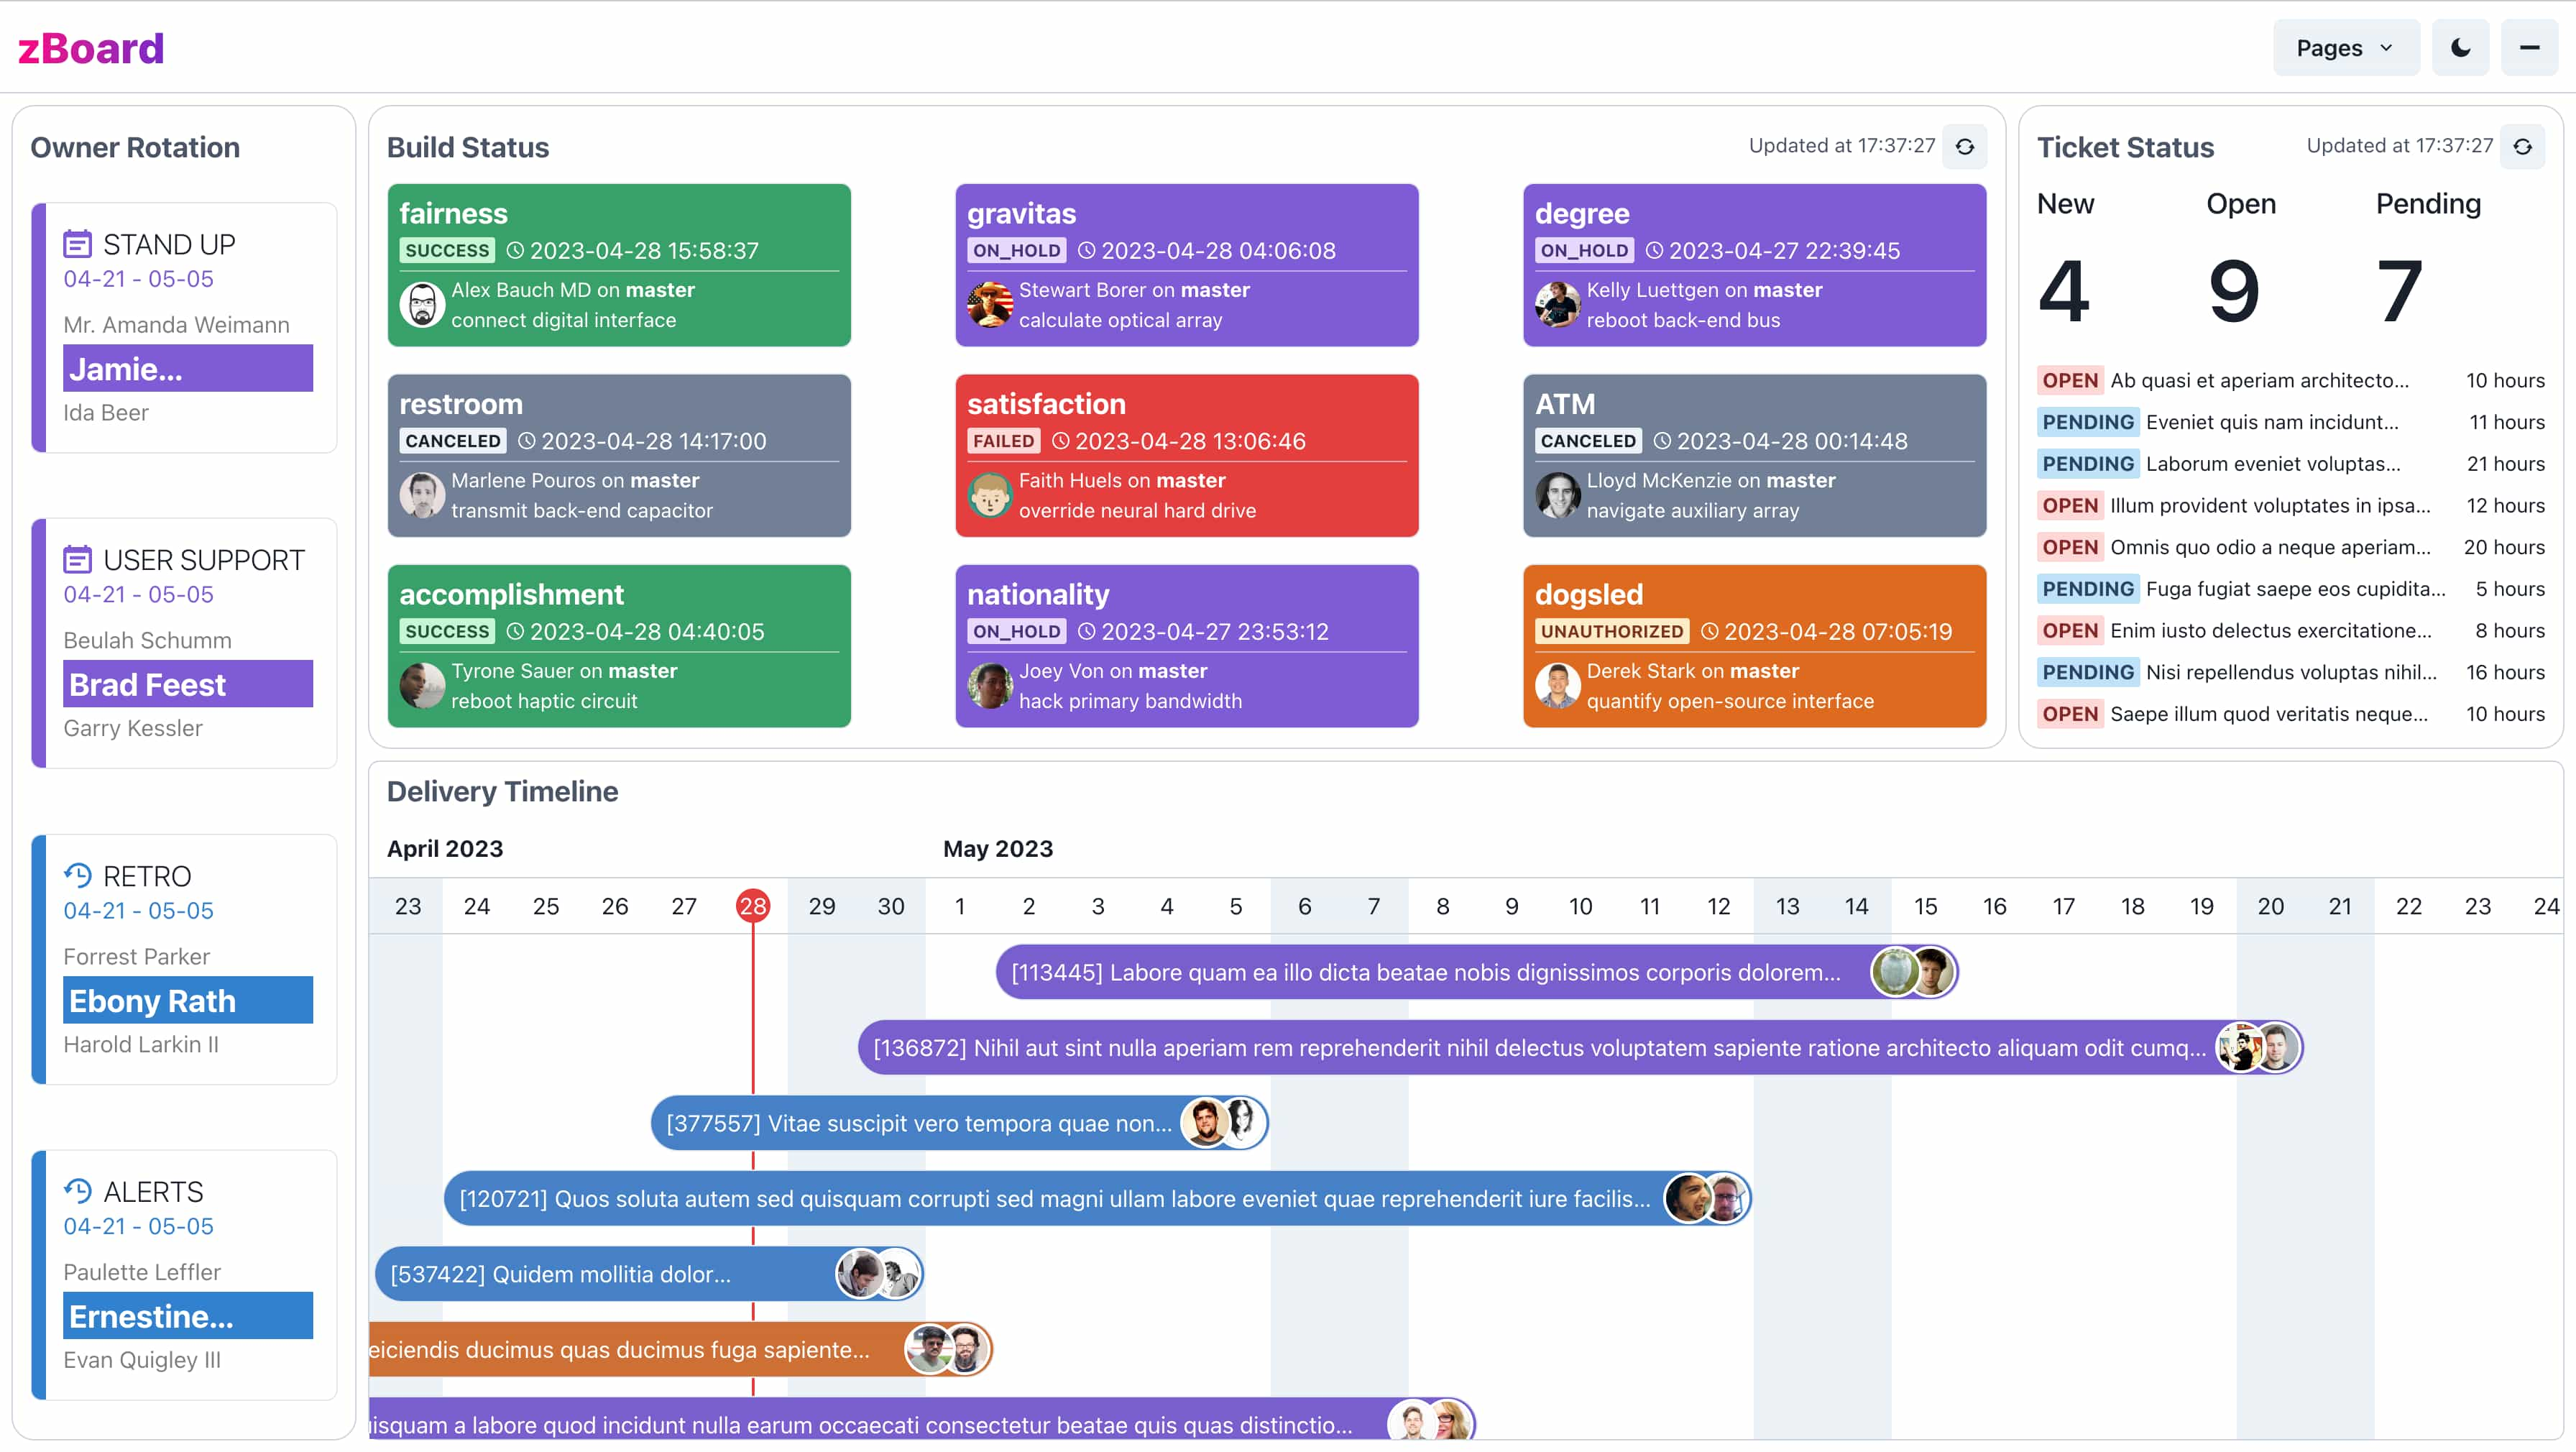 zBoard
Pages
Owner Rotation
STAND UP
04-21 - 05-05
Mr. Amanda Weimann
Jamie...
Ida Beer
USER SUPPORT
04-21 - 05-05
Beulah Schumm
Brad Feest
Garry Kessler
RETRO
04-21 - 05-05
Forrest Parker
Ebony Rath
Harold Larkin II
ALERTS
04-21 - 05-05
Paulette Leffler
Ernestine...
Evan Quigley III
Build Status
Updated at 17:37:27
fairness
SUCCESS 2023-04-28 15:58:37
Alex Bauch MD on master
connect digital interface
gravitas
ON_HOLD 2023-04-28 04:06:08
Stewart Borer on master
calculate optical array
degree
ON_HOLD 2023-04-27 22:39:45
Kelly Luettgen on master
reboot back-end bus
restroom
CANCELED 2023-04-28 14:17:00
Marlene Pouros on master
transmit back-end capacitor
satisfaction
FAILED 2023-04-28 13:06:46
Faith Huels on master
override neural hard drive
ATM
CANCELED 2023-04-28 00:14:48
Lloyd McKenzie on master
navigate auxiliary array
accomplishment
SUCCESS 2023-04-28 04:40:05
Tyrone Sauer on master
reboot haptic circuit
nationality
ON_HOLD 2023-04-27 23:53:12
Joey Von on master
hack primary bandwidth
dogsled
UNAUTHORIZED 2023-04-28 07:05:19
Derek Stark on master
quantify open-source interface
Ticket Status
Updated at 17:37:27
New Open Pending
4 9 7
OPEN Ab quasi et aperiam architecto... 10 hours
PENDING Eveniet quis nam incidunt... 11 hours
PENDING Laborum eveniet voluptas... 21 hours
OPEN Illum provident voluptates in ipsa... 12 hours
OPEN Omnis quo odio a neque aperiam... 20 hours
PENDING Fuga fugiat saepe eos cupidita... 5 hours
OPEN Enim iusto delectus exercitatione... 8 hours
PENDING Nisi repellendus voluptas nihil... 16 hours
OPEN Saepe illum quod veritatis neque... 10 hours
Delivery Timeline
April 2023 May 2023
23 24 25 26 27 28 29 30 1 2 3 4 5 6 7 8 9 10 11 12 13 14 15 16 17 18 19 20 21 22 23 24
[113445] Labore quam ea illo dicta beatae nobis dignissimos corporis dolorem...
[136872] Nihil aut sint nulla aperiam rem reprehenderit nihil delectus voluptatem sapiente ratione architecto aliquam odit cumq...
[377557] Vitae suscipit vero tempora quae non...
[120721] Quos soluta autem sed quisquam corrupti sed magni ullam labore eveniet quae reprehenderit iure facilis...
[537422] Quidem mollitia dolor...
eiciendis ducimus quas ducimus fuga sapiente...
uisquam a labore quod incidunt nulla earum occaecati consectetur beatae quis quas distinctio...